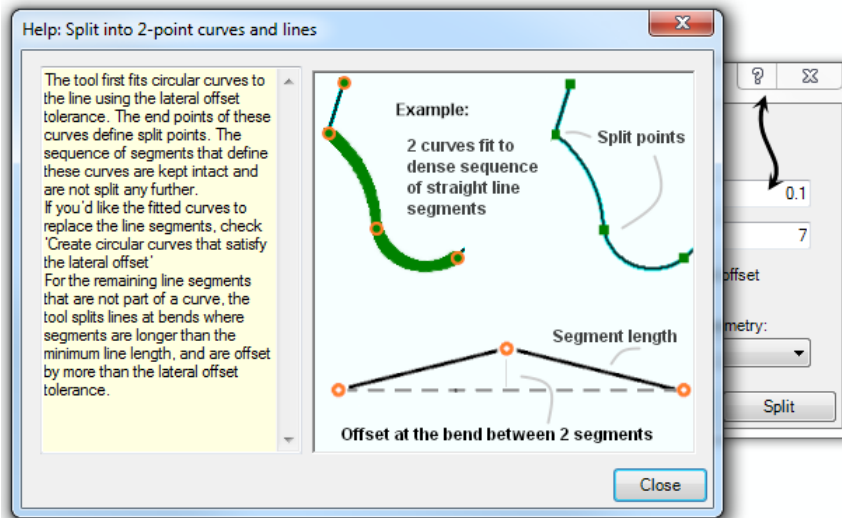 Help: Split into 2-point curves and lines
The tool first fits circular curves to
the line using the lateral offset
tolerance. The end points of these
curves define split points. The
sequence of segments that define
these curves are kept intact and
are not split any further.
If you'd like the fitted curves to
replace the line segments, check
'Create circular curves that satisfy
the lateral offset'
For the remaining line segments
that are not part of a curve, the
tool splits lines at bends where
segments are longer than the
minimum line length, and are offset
by more than the lateral offset
tolerance.
Example:
2 curves fit to
dense sequence
of straight line
segments
Split points
Segment length
Offset at the bend between 2 segments
Close
0.1
7
offset
metry:
Split